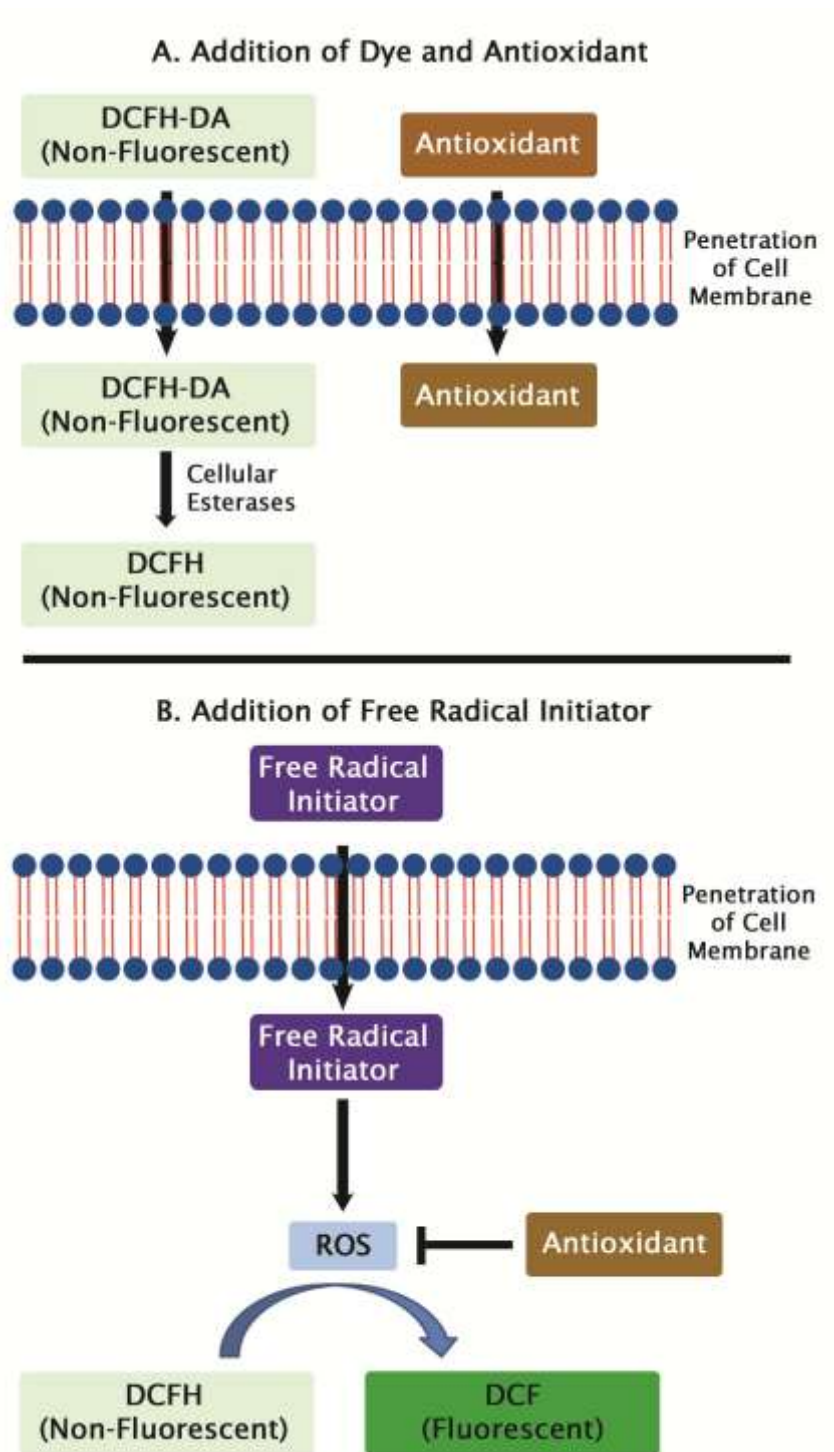 A. Addition of Dye and Antioxidant
DCFH-DA
(Non-Fluorescent)
Antioxidant
Penetration
of Cell
Membrane
DCFH-DA
(Non-Fluorescent)
Antioxidant
Cellular
Esterases
DCFH
(Non-Fluorescent)
B. Addition of Free Radical Initiator
Free Radical
Initiator
Penetration
of Cell
Membrane
Free Radical
Initiator
ROS
Antioxidant
DCFH
(Non-Fluorescent)
DCF
(Fluorescent)